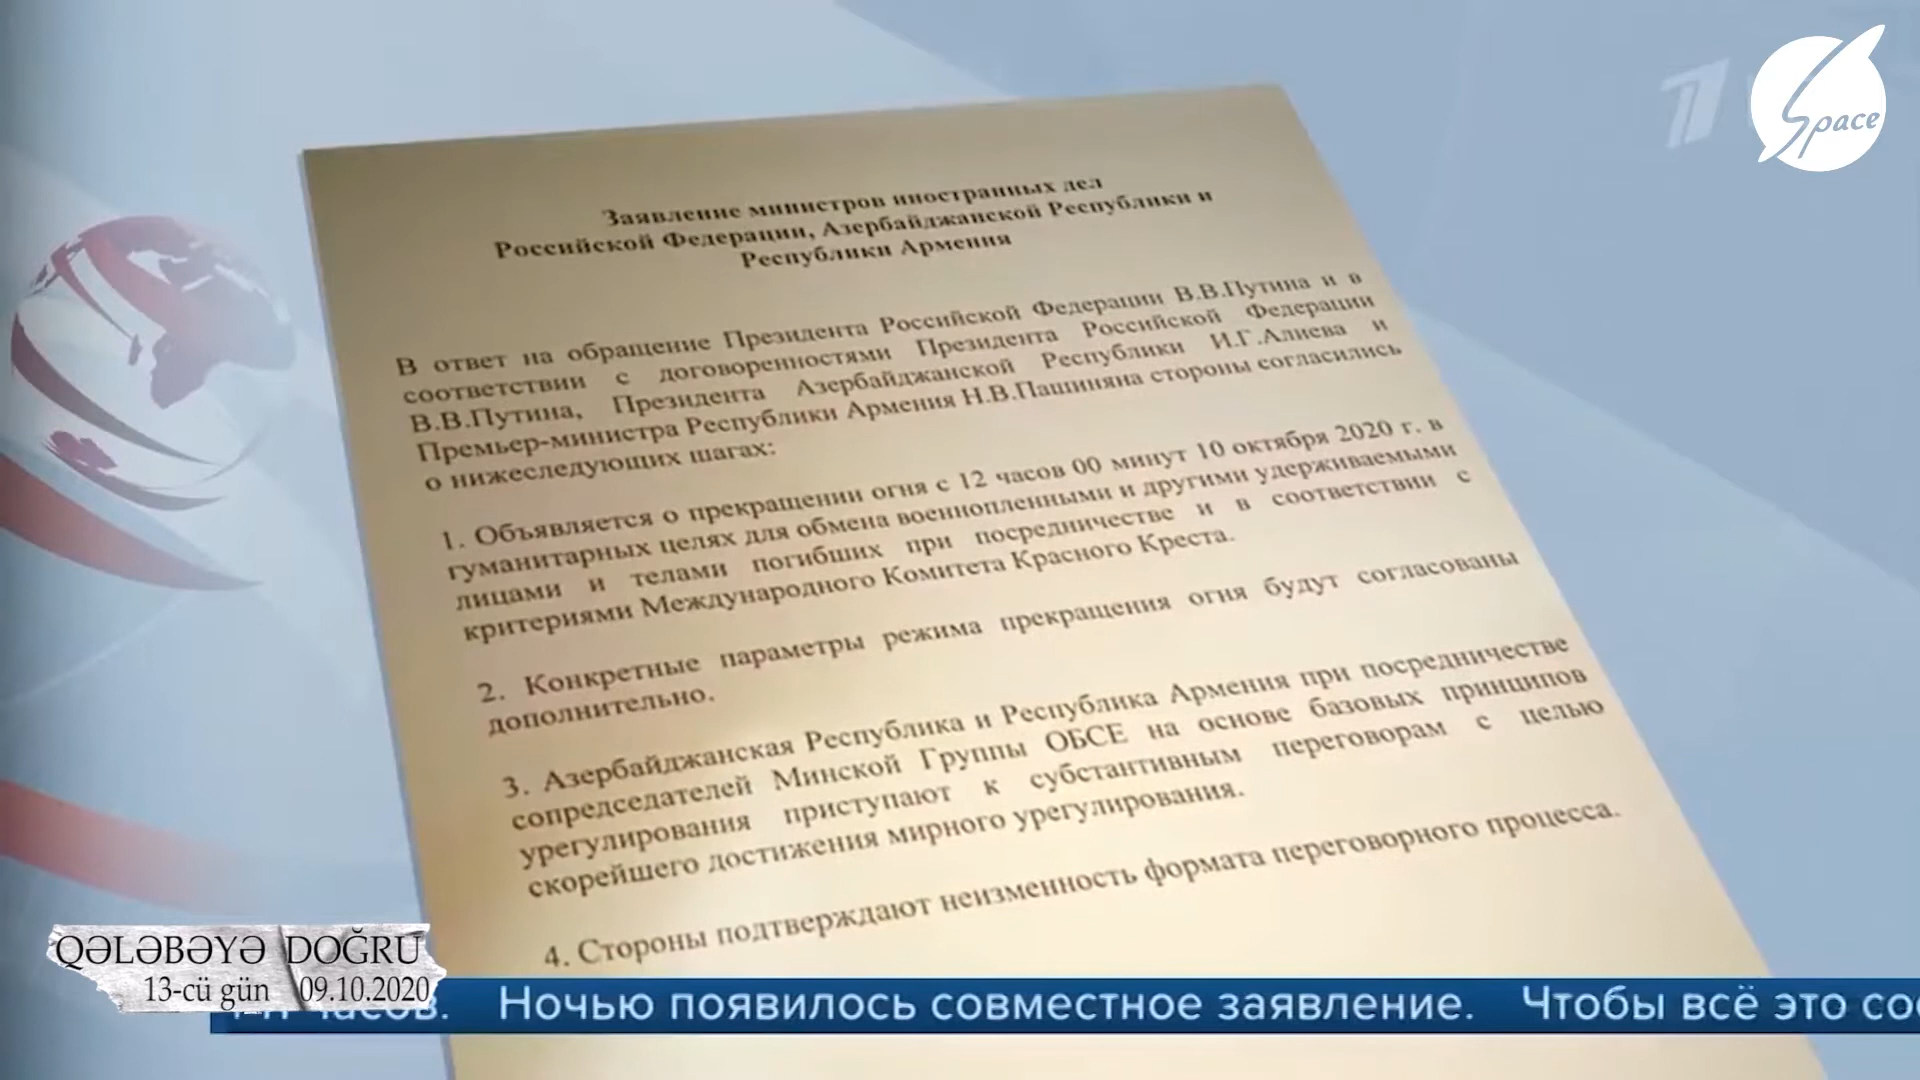 Space
Заявление министров иностранных дел
Российской Федерации, Азербайджанской Республики и
Республики Армения
В ответ на обращение Президента Российской Федерации В.В.Путина и в
соответствии с договоренностями Президента Российской Федерации
В.В.Путина, Президента Азербайджанской Республики И.Г.Алиева и
Премьер-министра Республики Армения Н.В.Пашиняна стороны согласились
о нижеследующих шагах:
1. Объявляется о прекращении огня с 12 часов 00 минут 10 октября 2020 г. в
гуманитарных целях для обмена военнопленными и другими удерживаемыми
лицами и телами погибших при посредничестве и в соответствии с
критериями Международного Комитета Красного Креста.
2. Конкретные параметры режима прекращения огня будут согласованы
дополнительно.
3. Азербайджанская Республика и Республика Армения при посредничестве
сопредседателей Минской Группы ОБСЕ на основе базовых принципов
урегулирования приступают к субстантивным переговорам с целью
скорейшего достижения мирного урегулирования.
4. Стороны подтверждают неизменность формата переговорного процесса.
QƏLƏBƏYƏ DOĞRU
13-cü gün 09.10.2020
часов. Ночью появилось совместное заявление. Чтобы всё это